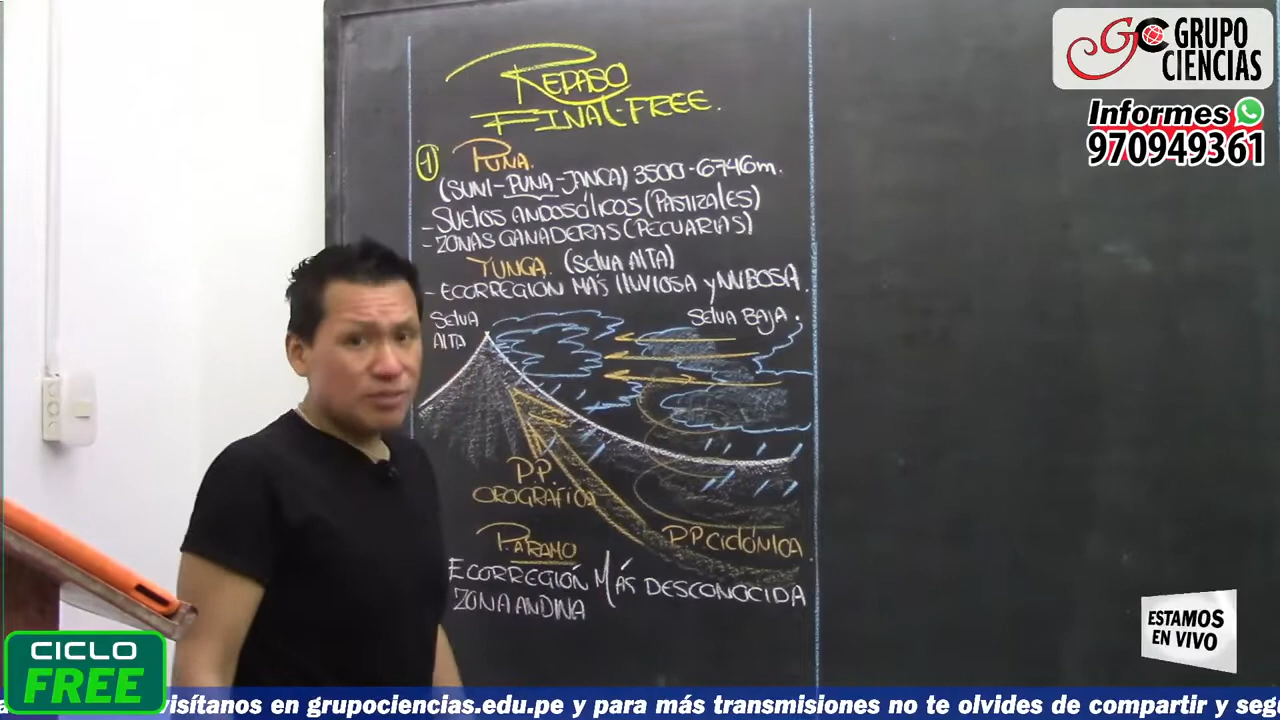 REPASO
FINAL-FREE.
1 PUNA.
(SUNI-PUNA-JANCA) 3500-6746m.
- SUELOS ANDOSÓLICOS (PASTIZALES)
- ZONAS GANADERAS (PECUARIAS)
YUNGA. (SELVA ALTA)
- ECORREGIÓN MÁS LLUVIOSA y NUBOSA.
SELVA ALTA
SELVA BAJA.
P.P. OROGRÁFICA
P.P. CICLÓNICA
PÁRAMO
ECORREGIÓN MÁS DESCONOCIDA
ZONA ANDINA
GC GRUPO CIENCIAS
Informes
970949361
ESTAMOS
EN VIVO
CICLO
FREE
visítanos en grupociencias.edu.pe y para más transmisiones no te olvides de compartir y seg